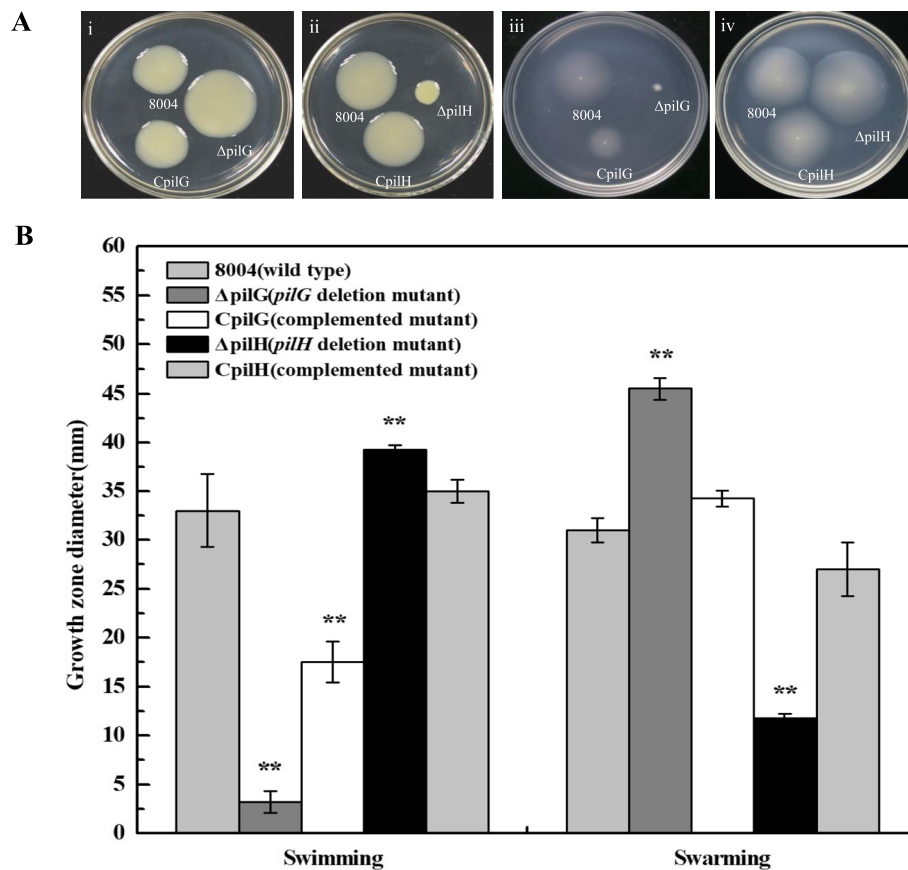 A
i
8004
ΔpilG
CpilG
ii
8004
ΔpilH
CpilH
iii
8004
ΔpilG
CpilG
iv
8004
ΔpilH
CpilH
B
Growth zone diameter(mm)
60
55
50
45
40
35
30
25
20
15
10
5
0
8004(wild type)
ΔpilG(pilG deletion mutant)
CpilG(complemented mutant)
ΔpilH(pilH deletion mutant)
CpilH(complemented mutant)
**
**
**
**
**
Swimming
Swarming